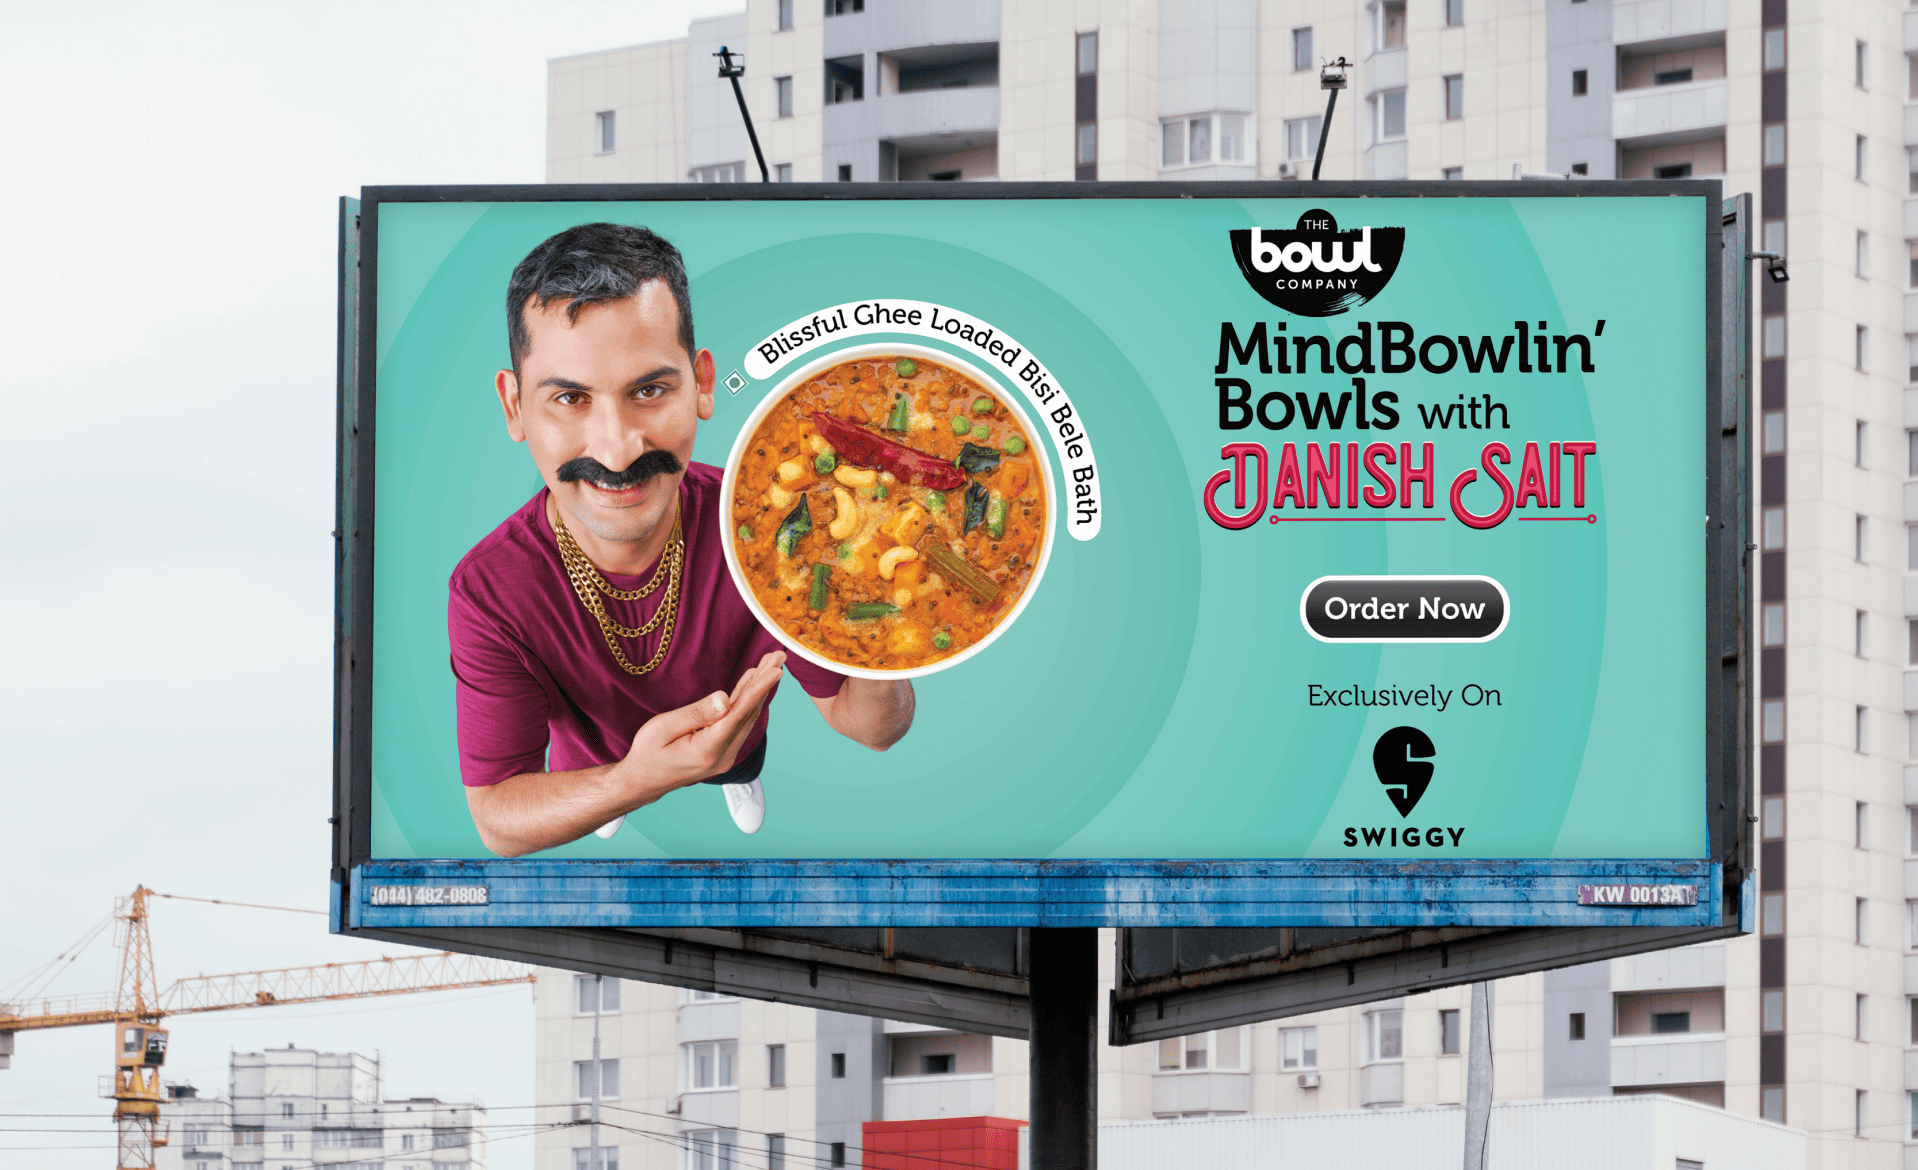 THE
bowl
COMPANY
MindBowlin'
Bowls with
DANISH SAIT
Blissful Ghee Loaded Bisi Bele Bath
Order Now
Exclusively On
SWIGGY
(044) 482-0808
KW 0013A